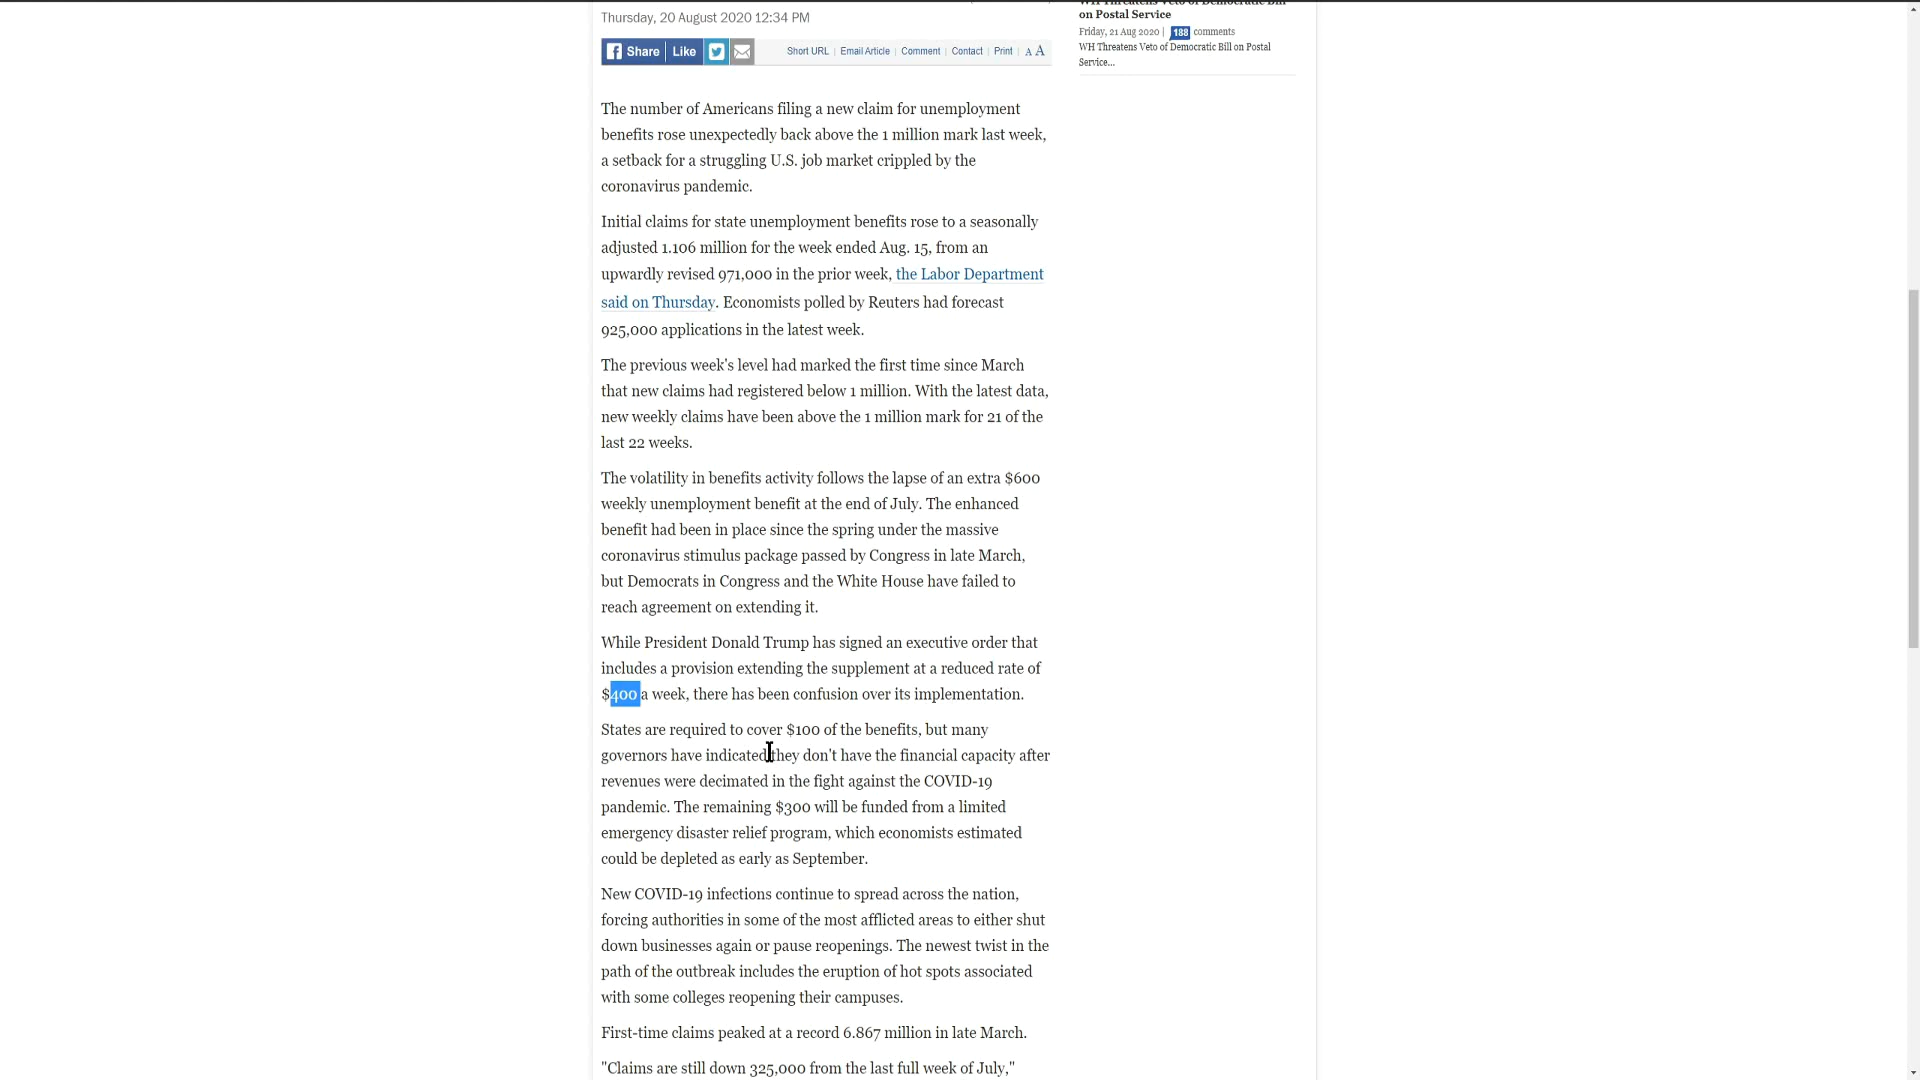 Thursday, 20 August 2020 12:34 PM
Share Like
Short URL | Email Article | Comment | Contact | Print | A A
The number of Americans filing a new claim for unemployment
benefits rose unexpectedly back above the 1 million mark last week,
a setback for a struggling U.S. job market crippled by the
coronavirus pandemic.
Initial claims for state unemployment benefits rose to a seasonally
adjusted 1.106 million for the week ended Aug. 15, from an
upwardly revised 971,000 in the prior week, the Labor Department
said on Thursday. Economists polled by Reuters had forecast
925,000 applications in the latest week.
The previous week's level had marked the first time since March
that new claims had registered below 1 million. With the latest data,
new weekly claims have been above the 1 million mark for 21 of the
last 22 weeks.
The volatility in benefits activity follows the lapse of an extra $600
weekly unemployment benefit at the end of July. The enhanced
benefit had been in place since the spring under the massive
coronavirus stimulus package passed by Congress in late March,
but Democrats in Congress and the White House have failed to
reach agreement on extending it.
While President Donald Trump has signed an executive order that
includes a provision extending the supplement at a reduced rate of
$400 a week, there has been confusion over its implementation.
States are required to cover $100 of the benefits, but many
governors have indicated they don't have the financial capacity after
revenues were decimated in the fight against the COVID-19
pandemic. The remaining $300 will be funded from a limited
emergency disaster relief program, which economists estimated
could be depleted as early as September.
New COVID-19 infections continue to spread across the nation,
forcing authorities in some of the most afflicted areas to either shut
down businesses again or pause reopenings. The newest twist in the
path of the outbreak includes the eruption of hot spots associated
with some colleges reopening their campuses.
First-time claims peaked at a record 6.867 million in late March.
"Claims are still down 325,000 from the last full week of July,"
WH Threatens Veto of Democratic Bill
on Postal Service
Friday, 21 Aug 2020 | 188 comments
WH Threatens Veto of Democratic Bill on Postal
Service...